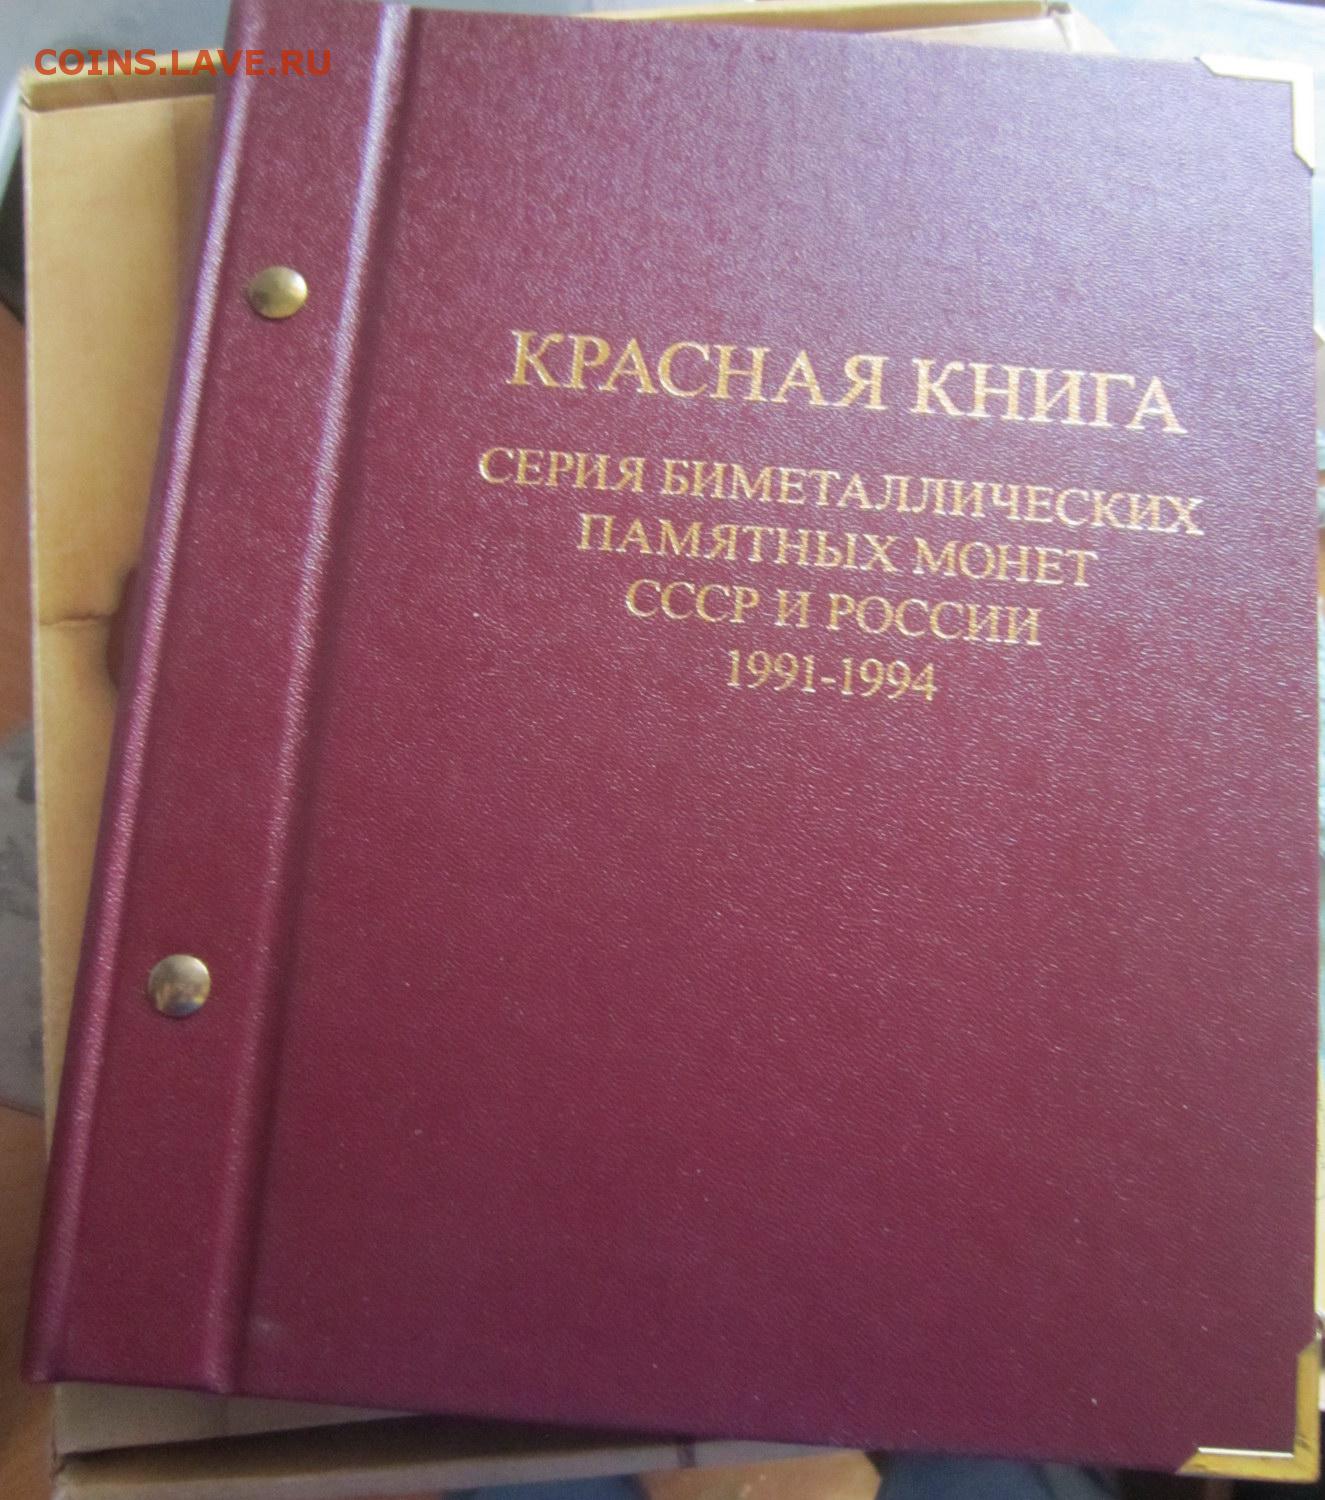 COINS.LAVE.RU
КРАСНАЯ КНИГА
СЕРИЯ БИМЕТАЛЛИЧЕСКИХ
ПАМЯТНЫХ МОНЕТ
СССР И РОССИИ
1991-1994